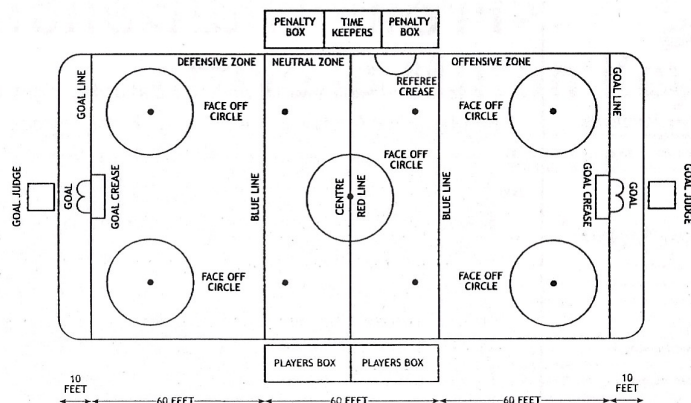 PENALTY
BOX
TIME
KEEPERS
PENALTY
BOX
DEFENSIVE ZONE
NEUTRAL ZONE
OFFENSIVE ZONE
REFEREE
CREASE
GOAL LINE
GOAL LINE
FACE OFF
CIRCLE
FACE OFF
CIRCLE
FACE OFF
CIRCLE
GOAL JUDGE
GOAL
GOAL CREASE
BLUE LINE
CENTRE
RED LINE
BLUE LINE
GOAL CREASE
GOAL
GOAL JUDGE
FACE OFF
CIRCLE
FACE OFF
CIRCLE
PLAYERS BOX
PLAYERS BOX
10
FEET
60 FEET
60 FEET
60 FEET
10
FEET